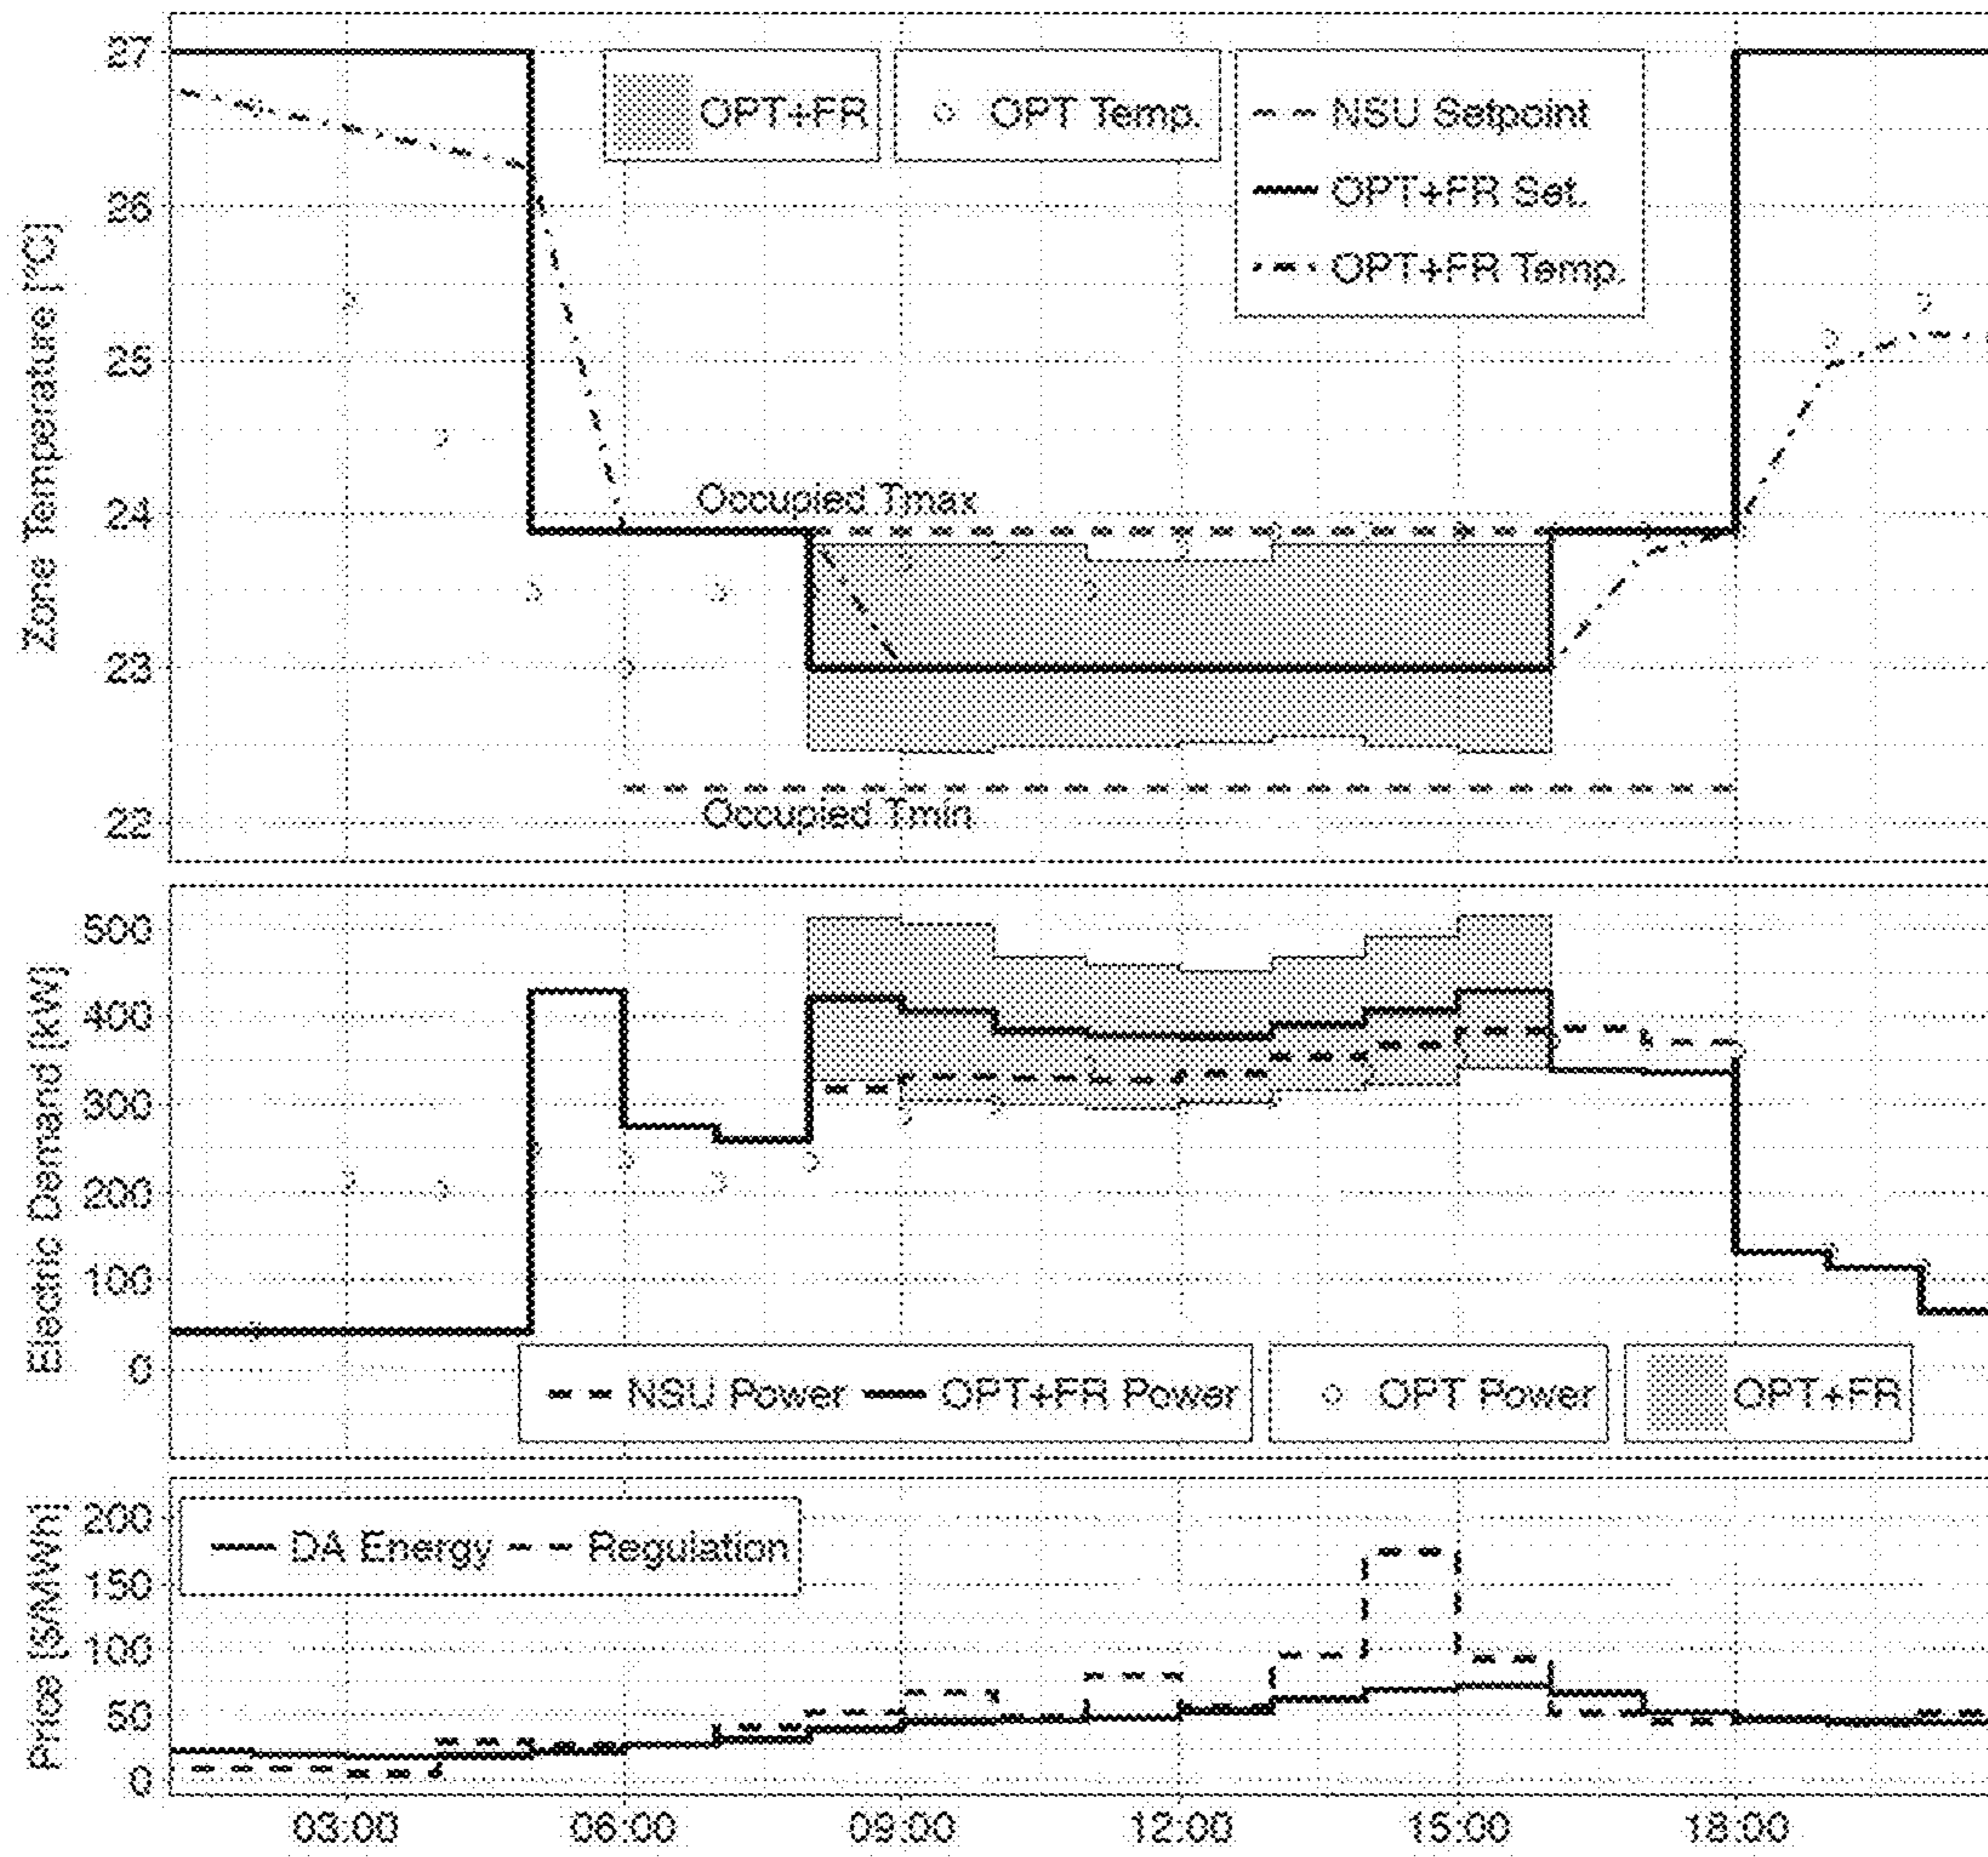 Zone Temperature [°C]
27
26
25
24
23
22
OPT+FR
OPT Temp.
NSU Setpoint
OPT+FR Set.
OPT+FR Temp.
Occupied Tmax
Occupied Tmin
Electric Demand [kW]
500
400
300
200
100
0
NSU Power
OPT+FR Power
OPT Power
OPT+FR
Price [$/MWh]
200
150
100
50
0
DA Energy
Regulation
03:00
06:00
09:00
12:00
15:00
18:00